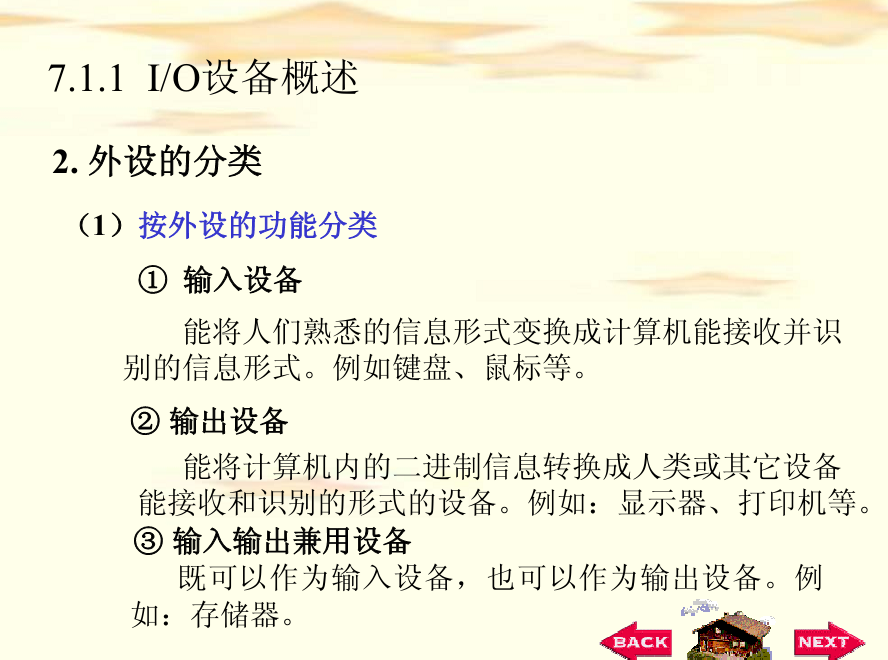 7.1.1 I/O设备概述
2. 外设的分类
（1）按外设的功能分类
① 输入设备
能将人们熟悉的信息形式变换成计算机能接收并识
别的信息形式。例如键盘、鼠标等。
② 输出设备
能将计算机内的二进制信息转换成人类或其它设备
能接收和识别的形式的设备。例如：显示器、打印机等。
③ 输入输出兼用设备
既可以作为输入设备，也可以作为输出设备。例
如：存储器。
BACK
NEXT